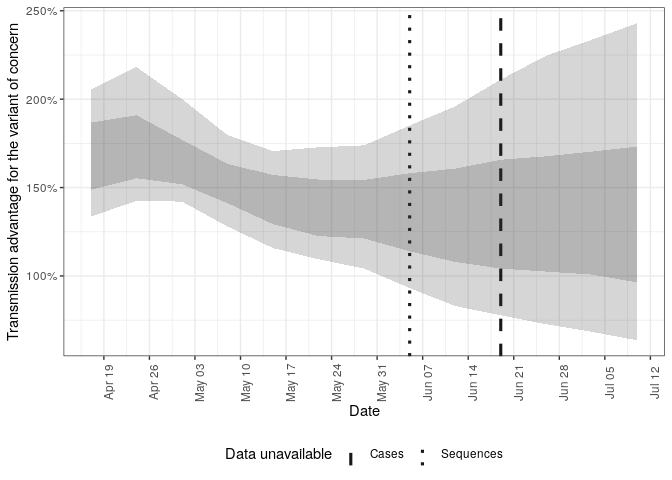 Transmission advantage for the variant of concern
250%
200%
150%
100%
Apr 19
Apr 26
May 03
May 10
May 17
May 24
May 31
Jun 07
Jun 14
Jun 21
Jun 28
Jul 05
Jul 12
Date
Data unavailable Cases Sequences